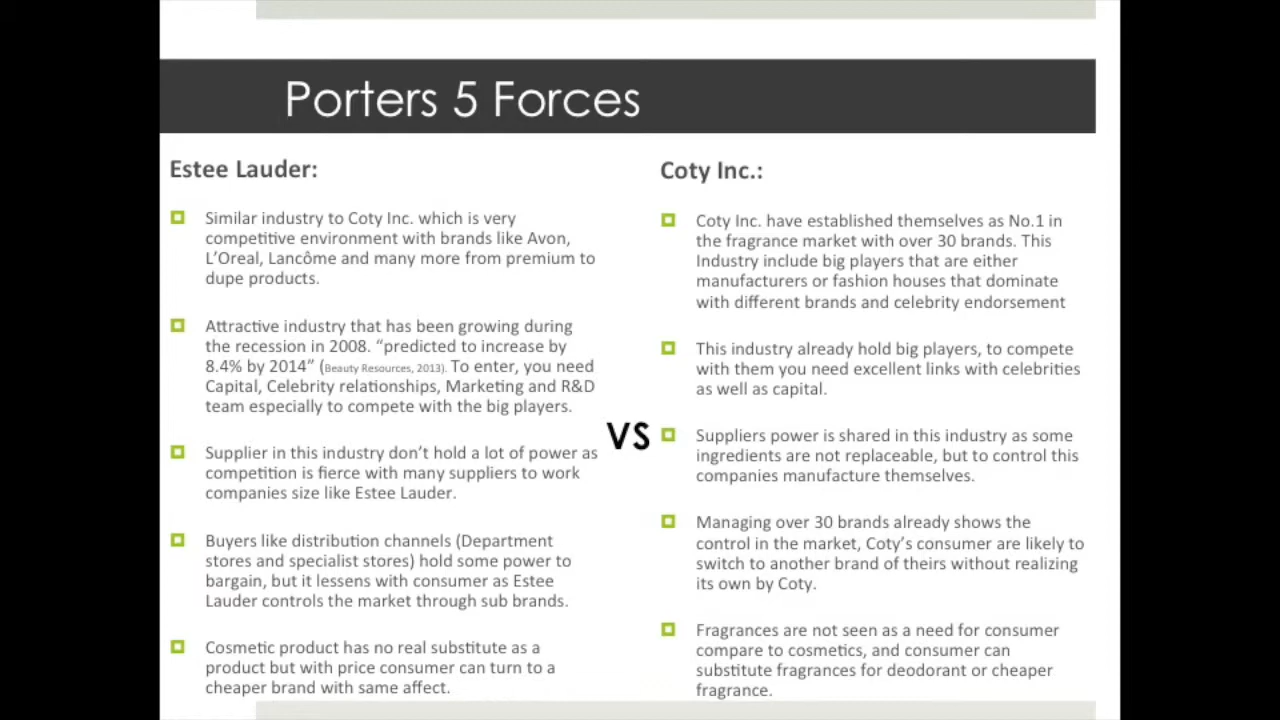 Porters 5 Forces
Estee Lauder:
Similar industry to Coty Inc. which is very
competitive environment with brands like Avon,
L'Oreal, Lancôme and many more from premium to
dupe products.
Attractive industry that has been growing during
the recession in 2008. “predicted to increase by
8.4% by 2014” (Beauty Resources, 2013). To enter, you need
Capital, Celebrity relationships, Marketing and R&D
team especially to compete with the big players.
Supplier in this industry don't hold a lot of power as
competition is fierce with many suppliers to work
companies size like Estee Lauder.
Buyers like distribution channels (Department
stores and specialist stores) hold some power to
bargain, but it lessens with consumer as Estee
Lauder controls the market through sub brands.
Cosmetic product has no real substitute as a
product but with price consumer can turn to a
cheaper brand with same affect.
VS
Coty Inc.:
Coty Inc. have established themselves as No.1 in
the fragrance market with over 30 brands. This
Industry include big players that are either
manufacturers or fashion houses that dominate
with different brands and celebrity endorsement
This industry already hold big players, to compete
with them you need excellent links with celebrities
as well as capital.
Suppliers power is shared in this industry as some
ingredients are not replaceable, but to control this
companies manufacture themselves.
Managing over 30 brands already shows the
control in the market, Coty's consumer are likely to
switch to another brand of theirs without realizing
its own by Coty.
Fragrances are not seen as a need for consumer
compare to cosmetics, and consumer can
substitute fragrances for deodorant or cheaper
fragrance.